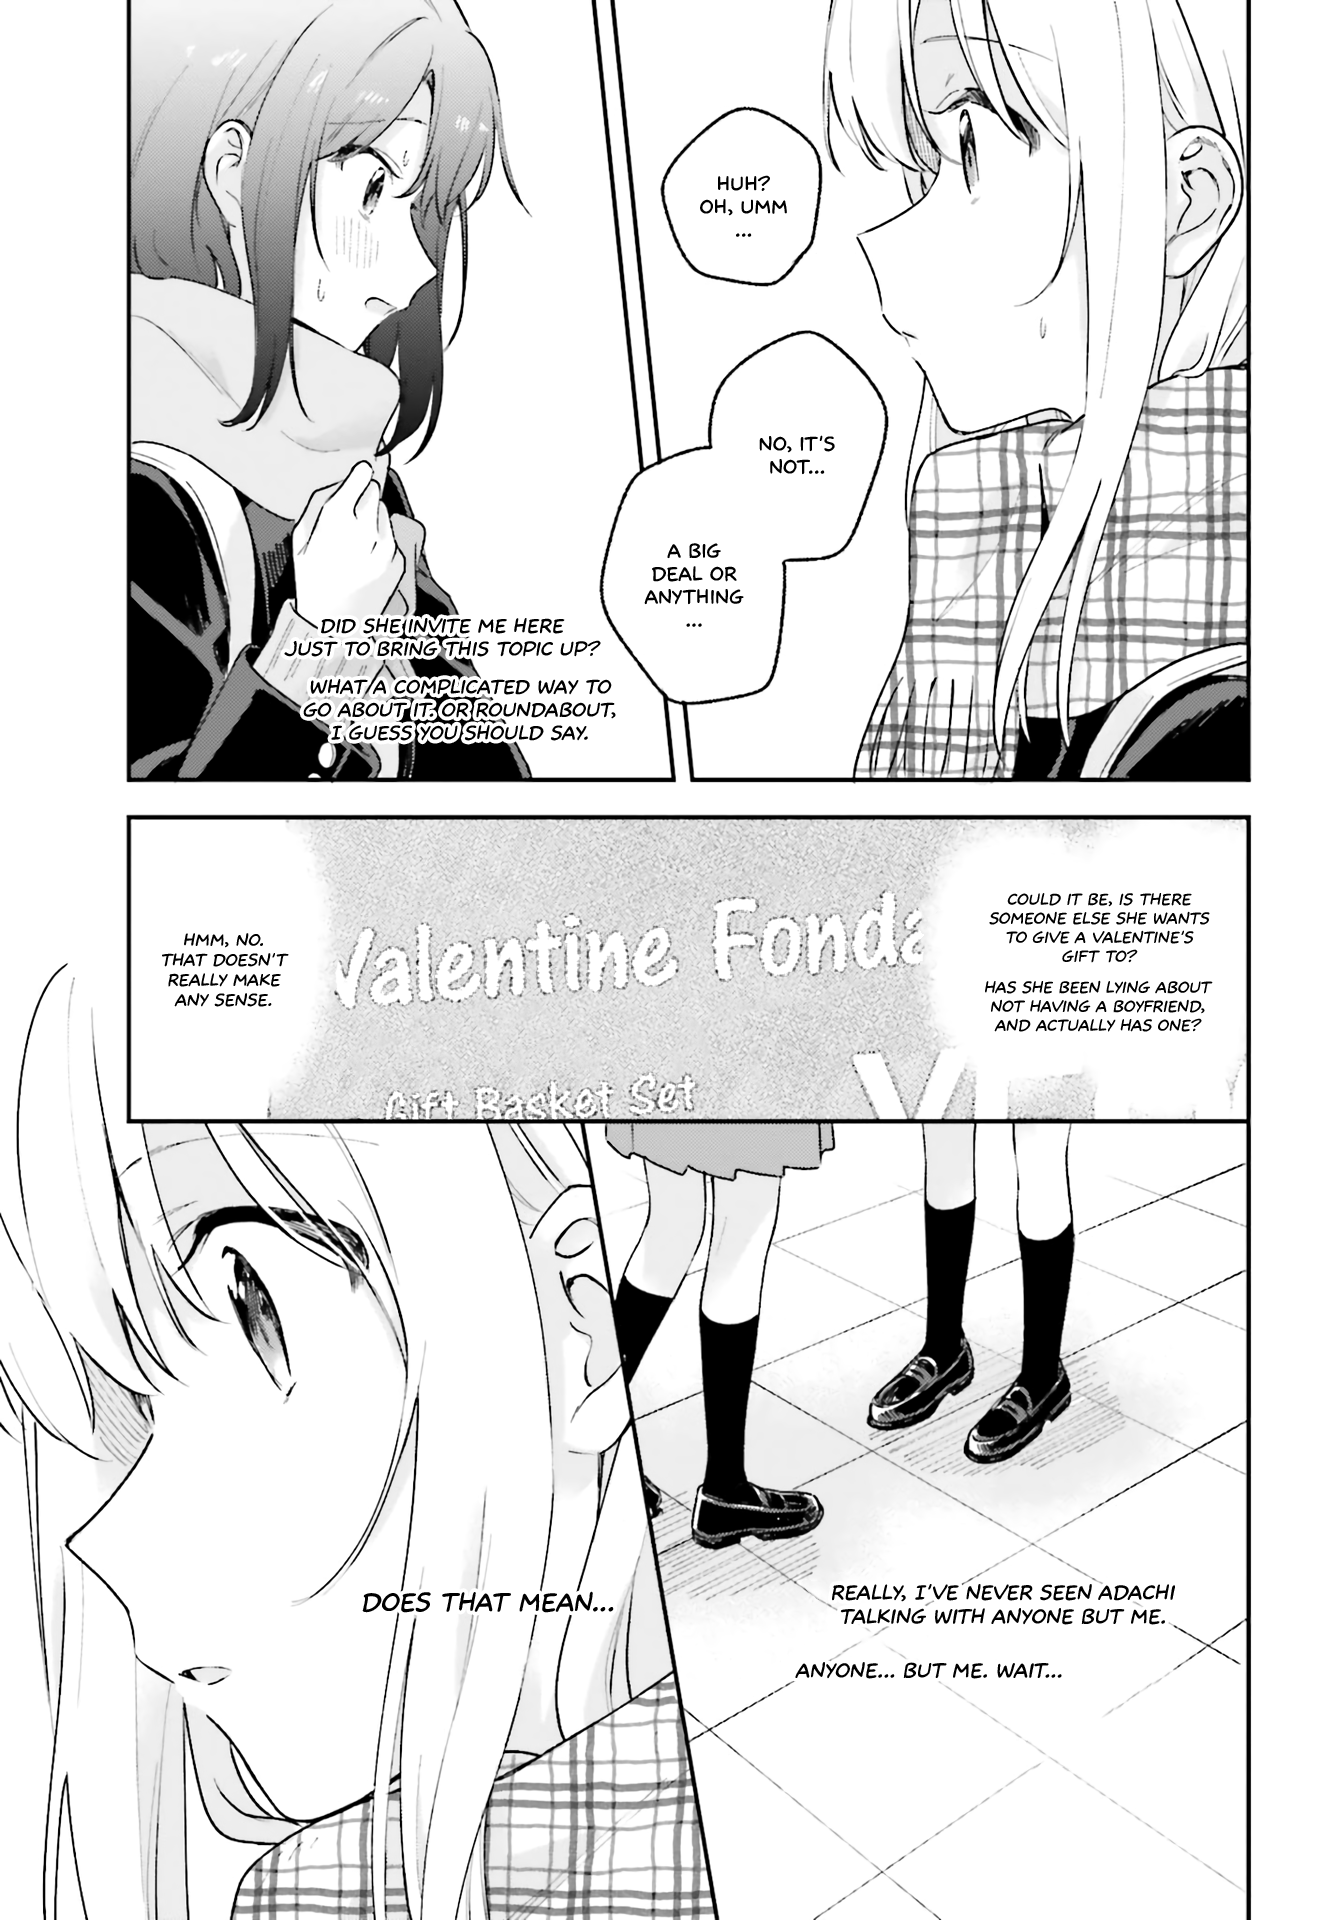 HUH?
OH, UMM
...
NO, IT'S
NOT...
A BIG
DEAL OR
ANYTHING
...
DID SHE INVITE ME HERE
JUST TO BRING THIS TOPIC UP?
WHAT A COMPLICATED WAY TO
GO ABOUT IT. OR ROUNDABOUT,
I GUESS YOU SHOULD SAY.
COULD IT BE, IS THERE
SOMEONE ELSE SHE WANTS
TO GIVE A VALENTINE'S
GIFT TO?
HAS SHE BEEN LYING ABOUT
NOT HAVING A BOYFRIEND,
AND ACTUALLY HAS ONE?
Valentine Fonda
Gift Basket Set
HMM, NO.
THAT DOESN'T
REALLY MAKE
ANY SENSE.
REALLY, I'VE NEVER SEEN ADACHI
TALKING WITH ANYONE BUT ME.
ANYONE... BUT ME. WAIT...
DOES THAT MEAN...